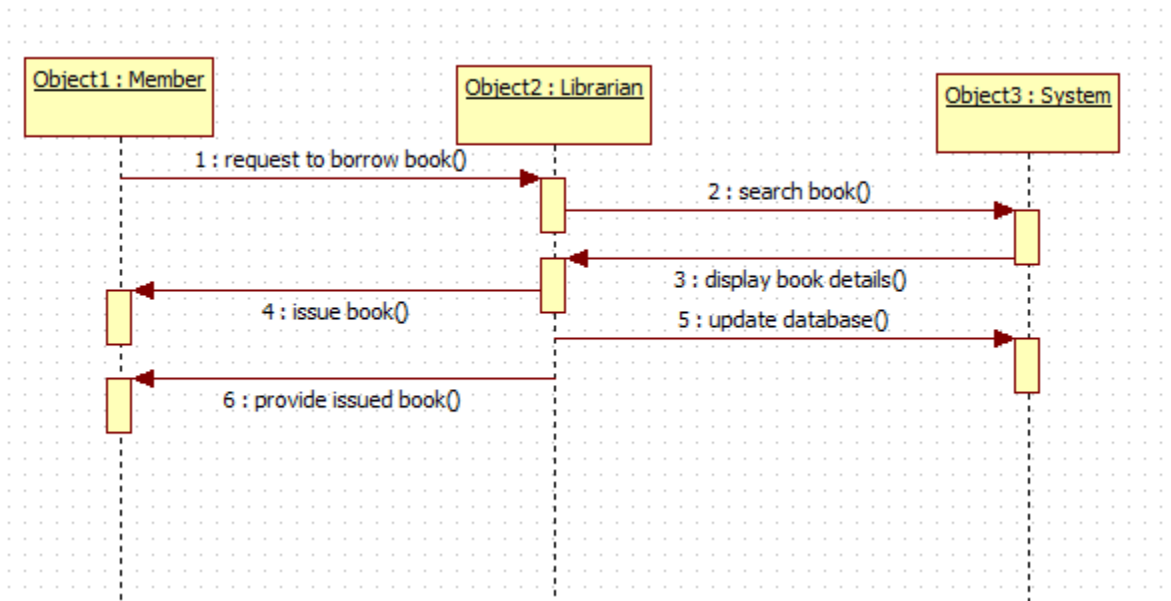 Object1 : Member
Object2 : Librarian
Object3 : System
1 : request to borrow book()
2 : search book()
3 : display book details()
4 : issue book()
5 : update database()
6 : provide issued book()